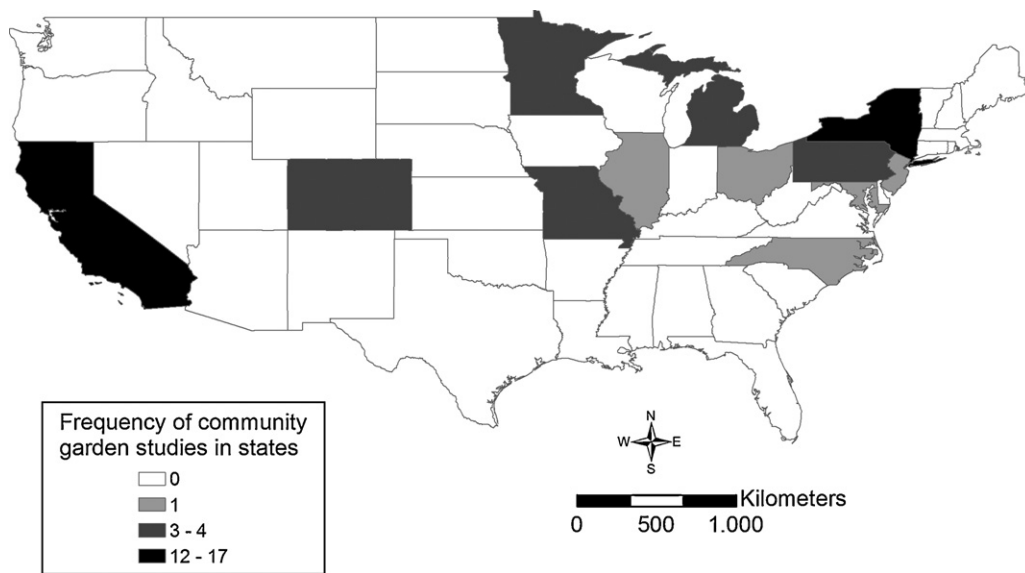 Frequency of community
garden studies in states
0
1
3 - 4
12 - 17
N
W E
S
Kilometers
0 500 1.000